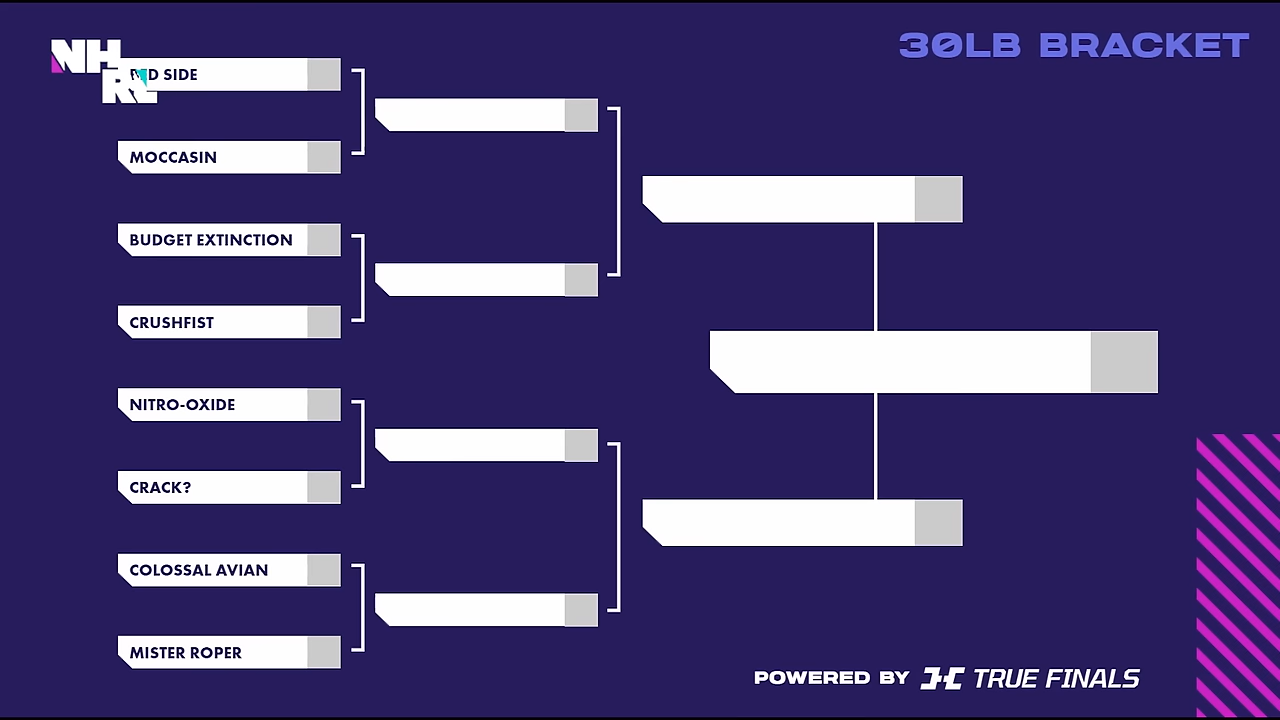 NHRL
30LB BRACKET
SIDE
MOCCASIN
BUDGET EXTINCTION
CRUSHFIST
NITRO-OXIDE
CRACK?
COLOSSAL AVIAN
MISTER ROPER
POWERED BY TRUE FINALS